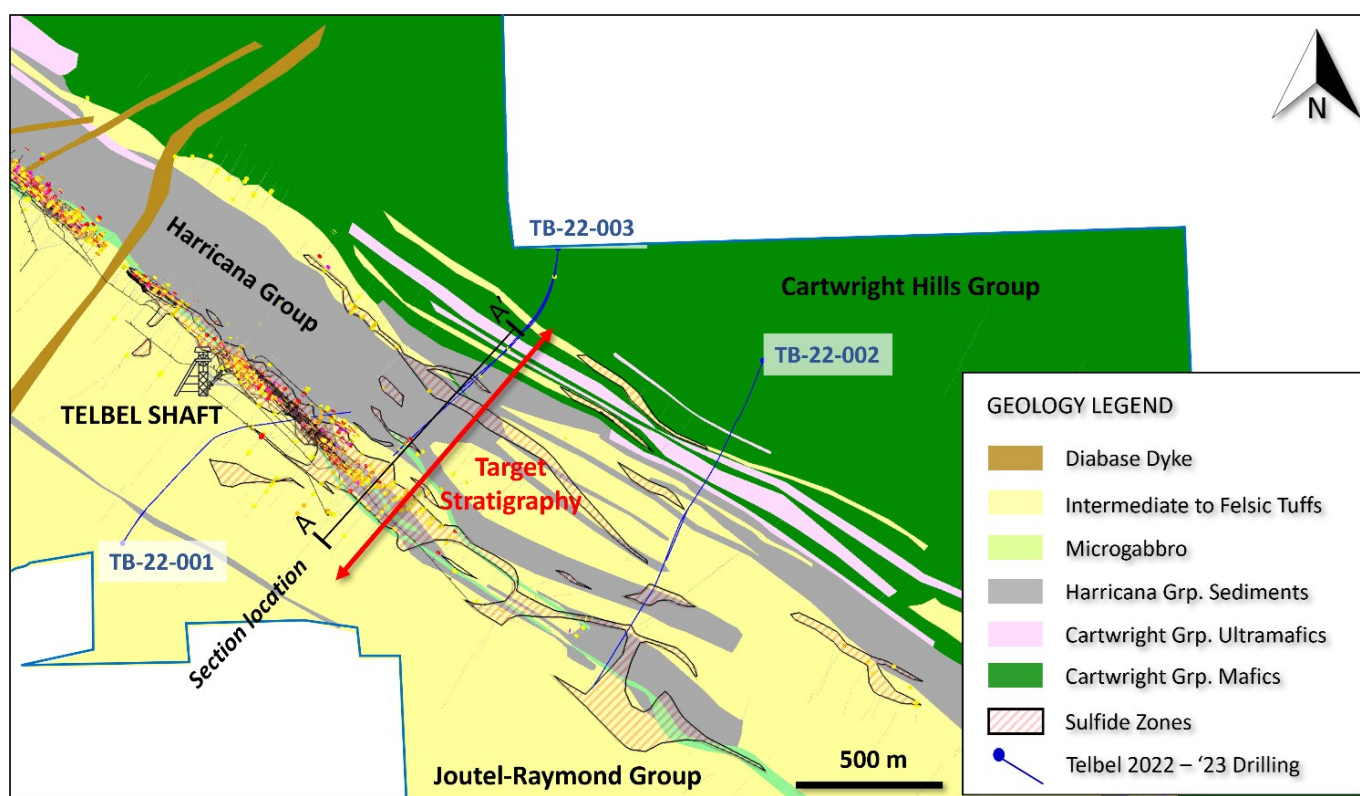 N
TB-22-003
Harricana Group
Cartwright Hills Group
A'
TB-22-002
TELBEL SHAFT
Target
Stratigraphy
A
TB-22-001
Section location
Joutel-Raymond Group
500 m
GEOLOGY LEGEND
Diabase Dyke
Intermediate to Felsic Tuffs
Microgabbro
Harricana Grp. Sediments
Cartwright Grp. Ultramafics
Cartwright Grp. Mafics
Sulfide Zones
Telbel 2022 – ‘23 Drilling